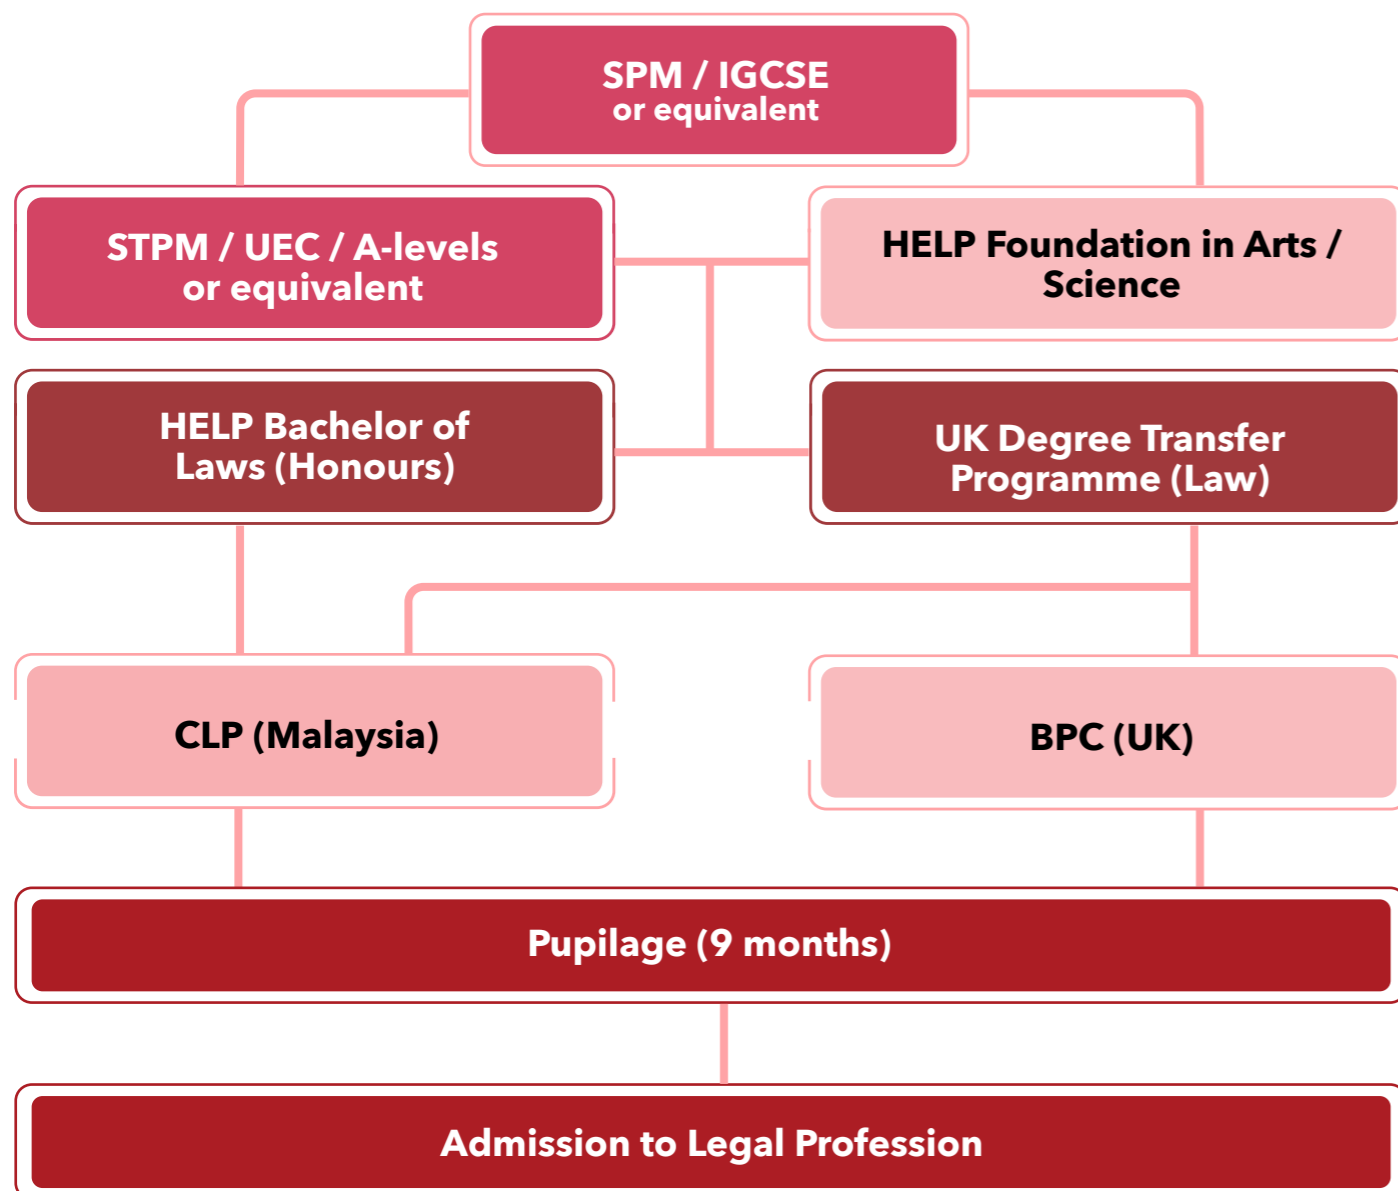 SPM / IGCSE
or equivalent
STPM / UEC / A-levels
or equivalent
HELP Foundation in Arts /
Science
HELP Bachelor of
Laws (Honours)
UK Degree Transfer
Programme (Law)
CLP (Malaysia)
BPC (UK)
Pupilage (9 months)
Admission to Legal Profession